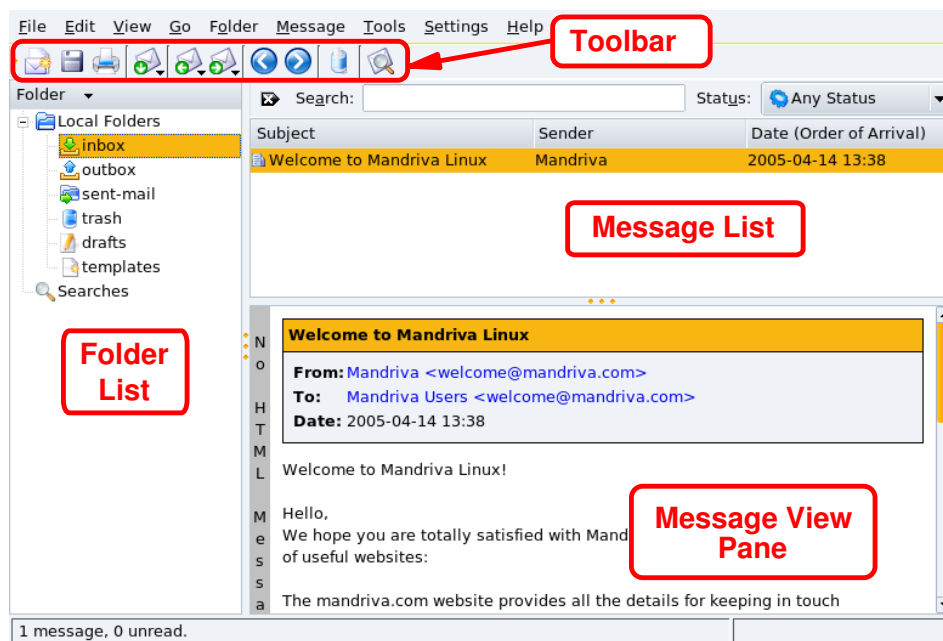 File Edit View Go Folder Message Tools Settings Help
Toolbar
Folder
Search:
Status: Any Status
Local Folders
inbox
outbox
sent-mail
trash
drafts
templates
Searches
Folder
List
Subject Sender Date (Order of Arrival)
Welcome to Mandriva Linux Mandriva 2005-04-14 13:38
Message List
No HTML Messa
Welcome to Mandriva Linux
From: Mandriva <welcome@mandriva.com>
To: Mandriva Users <welcome@mandriva.com>
Date: 2005-04-14 13:38
Welcome to Mandriva Linux!
Hello,
We hope you are totally satisfied with Mand
of useful websites:
The mandriva.com website provides all the details for keeping in touch
Message View
Pane
1 message, 0 unread.